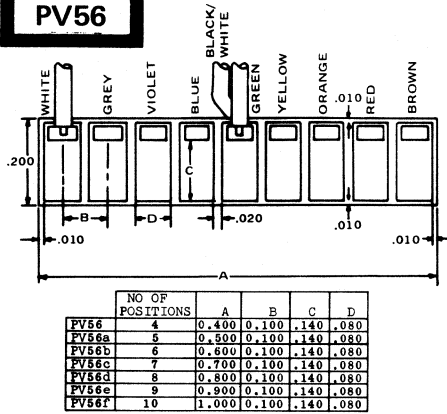 PV56
WHITE
GREY
VIOLET
BLUE
BLACK/
WHITE
GREEN
YELLOW
ORANGE
RED
BROWN
.010
.200
C
B
D
.020
.010
.010
.010
A
NO OF
POSITIONS A B C D
PV56 4 0.400 0.100 .140 .080
PV56a 5 0.500 0.100 .140 .080
PV56b 6 0.600 0.100 .140 .080
PV56c 7 0.700 0.100 .140 .080
PV56d 8 0.800 0.100 .140 .080
PV56e 9 0.900 0.100 .140 .080
PV56f 10 1.000 0.100 .140 .080